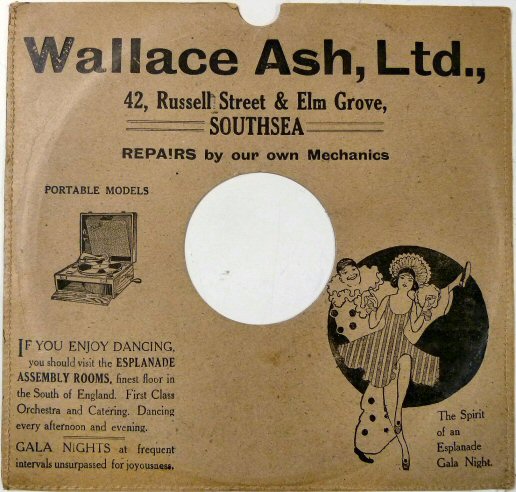 Wallace Ash, Ltd.,
42, Russell Street & Elm Grove,
SOUTHSEA
REPAIRS by our own Mechanics
PORTABLE MODELS
IF YOU ENJOY DANCING,
you should visit the ESPLANADE
ASSEMBLY ROOMS, finest floor in
the South of England. First Class
Orchestra and Catering. Dancing
every afternoon and evening.
GALA NIGHTS at frequent
intervals unsurpassed for joyousness.
The Spirit
of an
Esplanade
Gala Night.